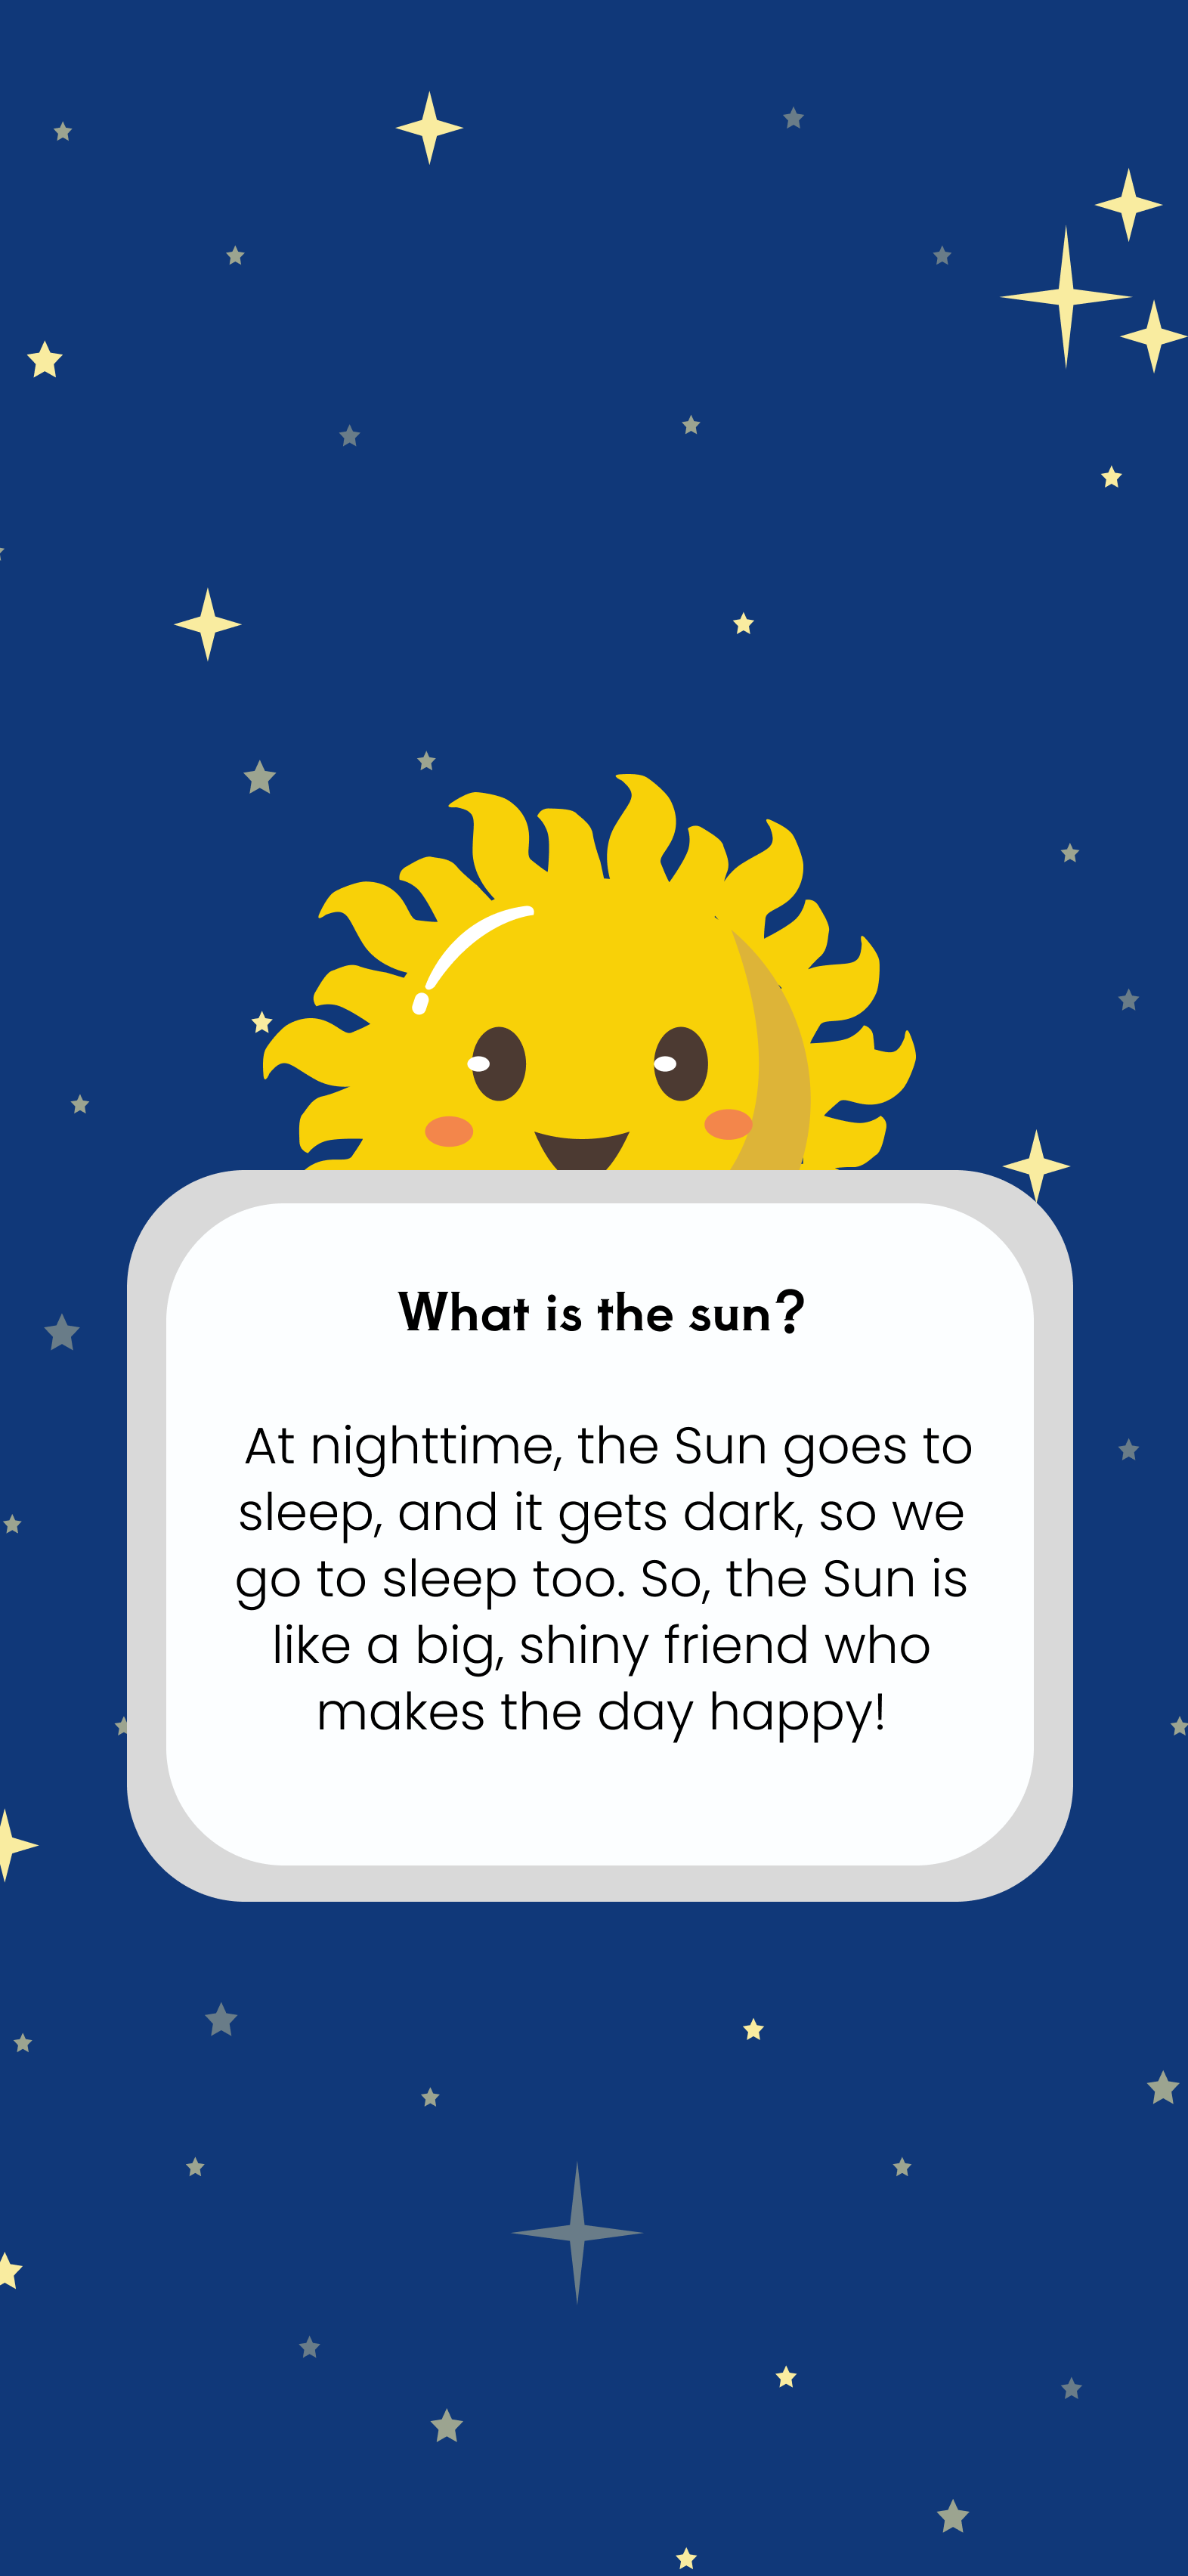 What is the sun?
At nighttime, the Sun goes to
sleep, and it gets dark, so we
go to sleep too. So, the Sun is
like a big, shiny friend who
makes the day happy!